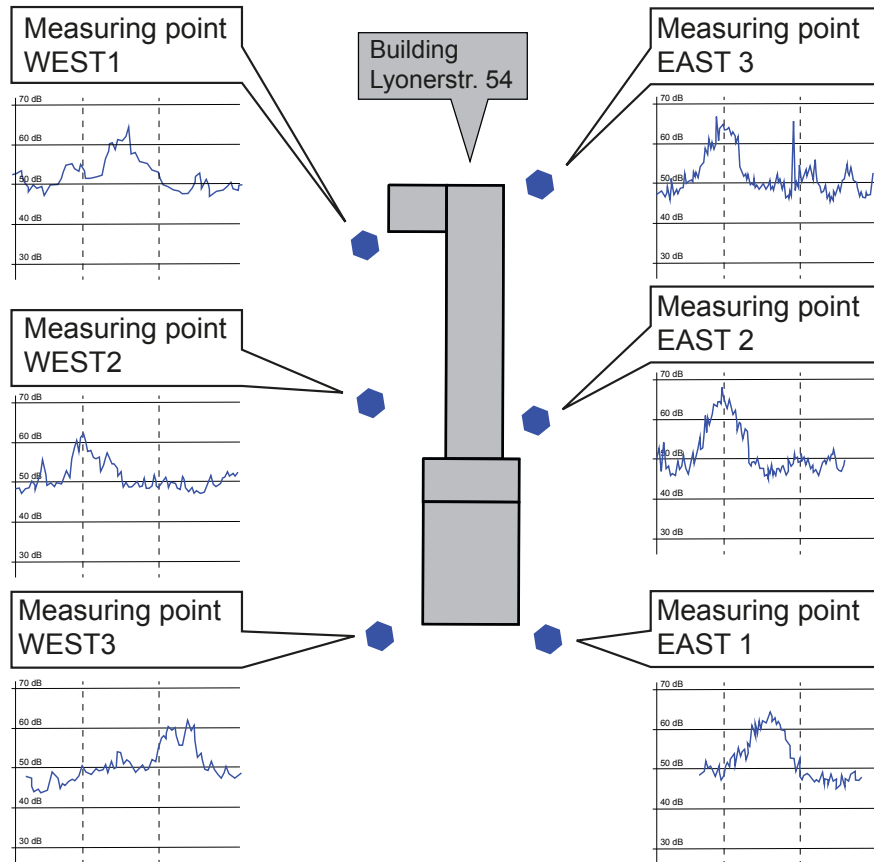 Measuring point
WEST1
70 dB
60 dB
50 dB
40 dB
30 dB
Building
Lyonerstr. 54
Measuring point
EAST 3
70 dB
60 dB
50 dB
40 dB
30 dB
Measuring point
WEST2
70 dB
60 dB
50 dB
40 dB
30 dB
Measuring point
EAST 2
70 dB
60 dB
50 dB
40 dB
30 dB
Measuring point
WEST3
70 dB
60 dB
50 dB
40 dB
30 dB
Measuring point
EAST 1
70 dB
60 dB
50 dB
40 dB
30 dB